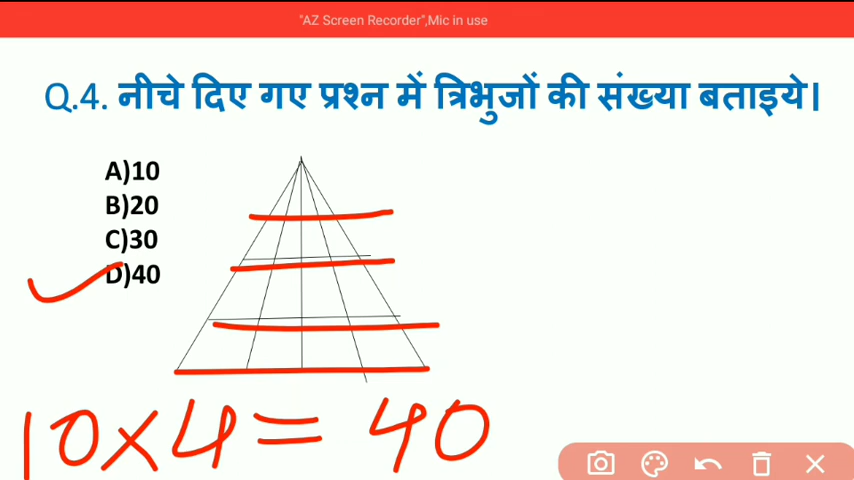 "AZ Screen Recorder",Mic in use
Q.4. नीचे दिए गए प्रश्न में त्रिभुजों की संख्या बताइये।
A)10
B)20
C)30
D)40
10×4=40